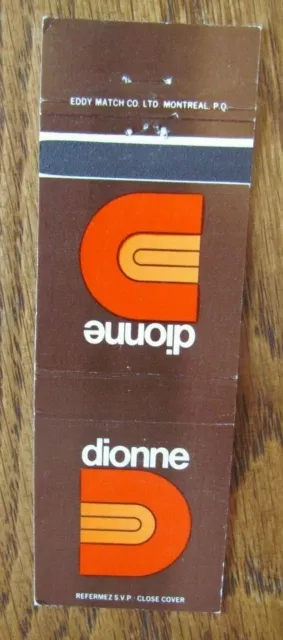 EDDY MATCH CO. LTD MONTREAL. P.Q.
dionne
dionne
REFERMEZ S.V.P · CLOSE COVER